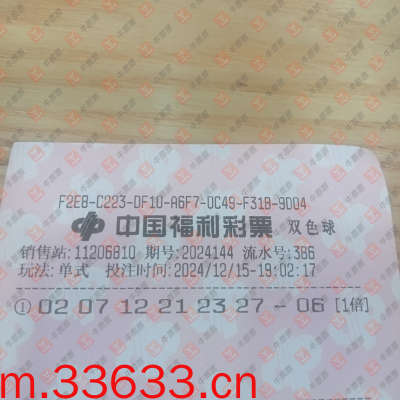 F2E8-C223-DF10-A6F7-DC49-F31B-9D04
中国福利彩票 双色球
销售站:11206810 期号:2024144 流水号:386
玩法:单式 投注时间:2024/12/15-19:02:17
① 02 07 12 21 23 27 - 06 [1倍]
m.33633.cn